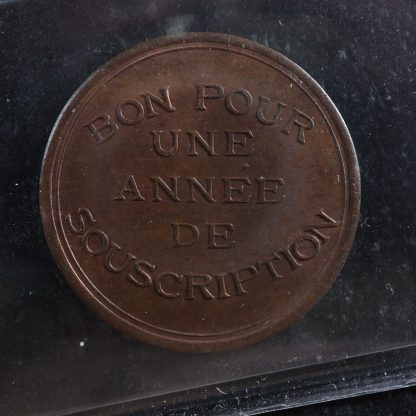 BON POUR
UNE
ANNÉE
DE
SOUSCRIPTION